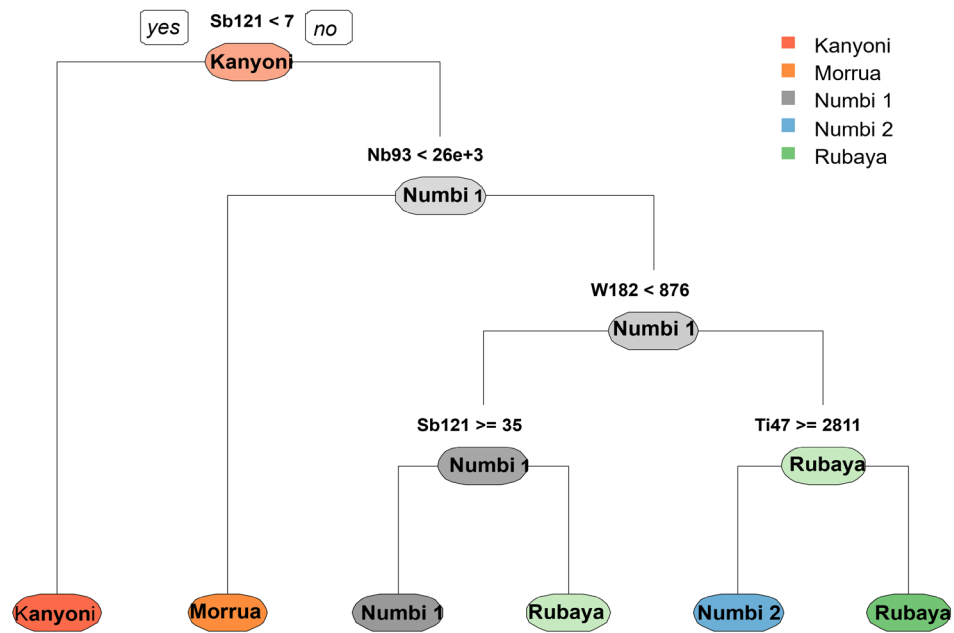 yes
Sb121 < 7
no
Kanyoni
Kanyoni
Morrua
Numbi 1
Numbi 2
Rubaya
Nb93 < 26e+3
Numbi 1
W182 < 876
Numbi 1
Sb121 >= 35
Ti47 >= 2811
Numbi 1
Rubaya
Kanyoni
Morrua
Numbi 1
Rubaya
Numbi 2
Rubaya